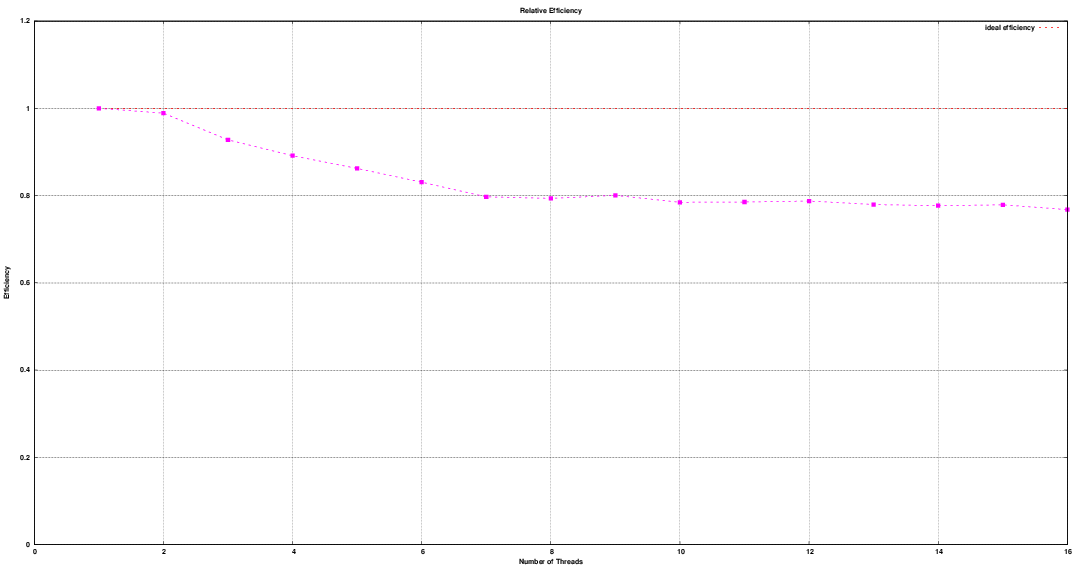 Relative Efficiency
1.2
ideal efficiency
1
0.8
0.6
Efficiency
0.4
0.2
0
0 2 4 6 8 10 12 14 16
Number of Threads